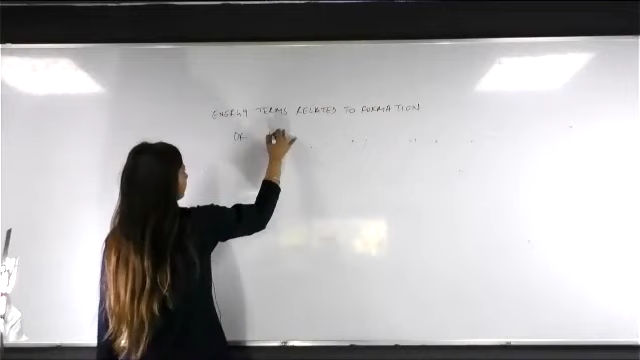 ENERGY TERMS RELATED TO FORMATION
OF